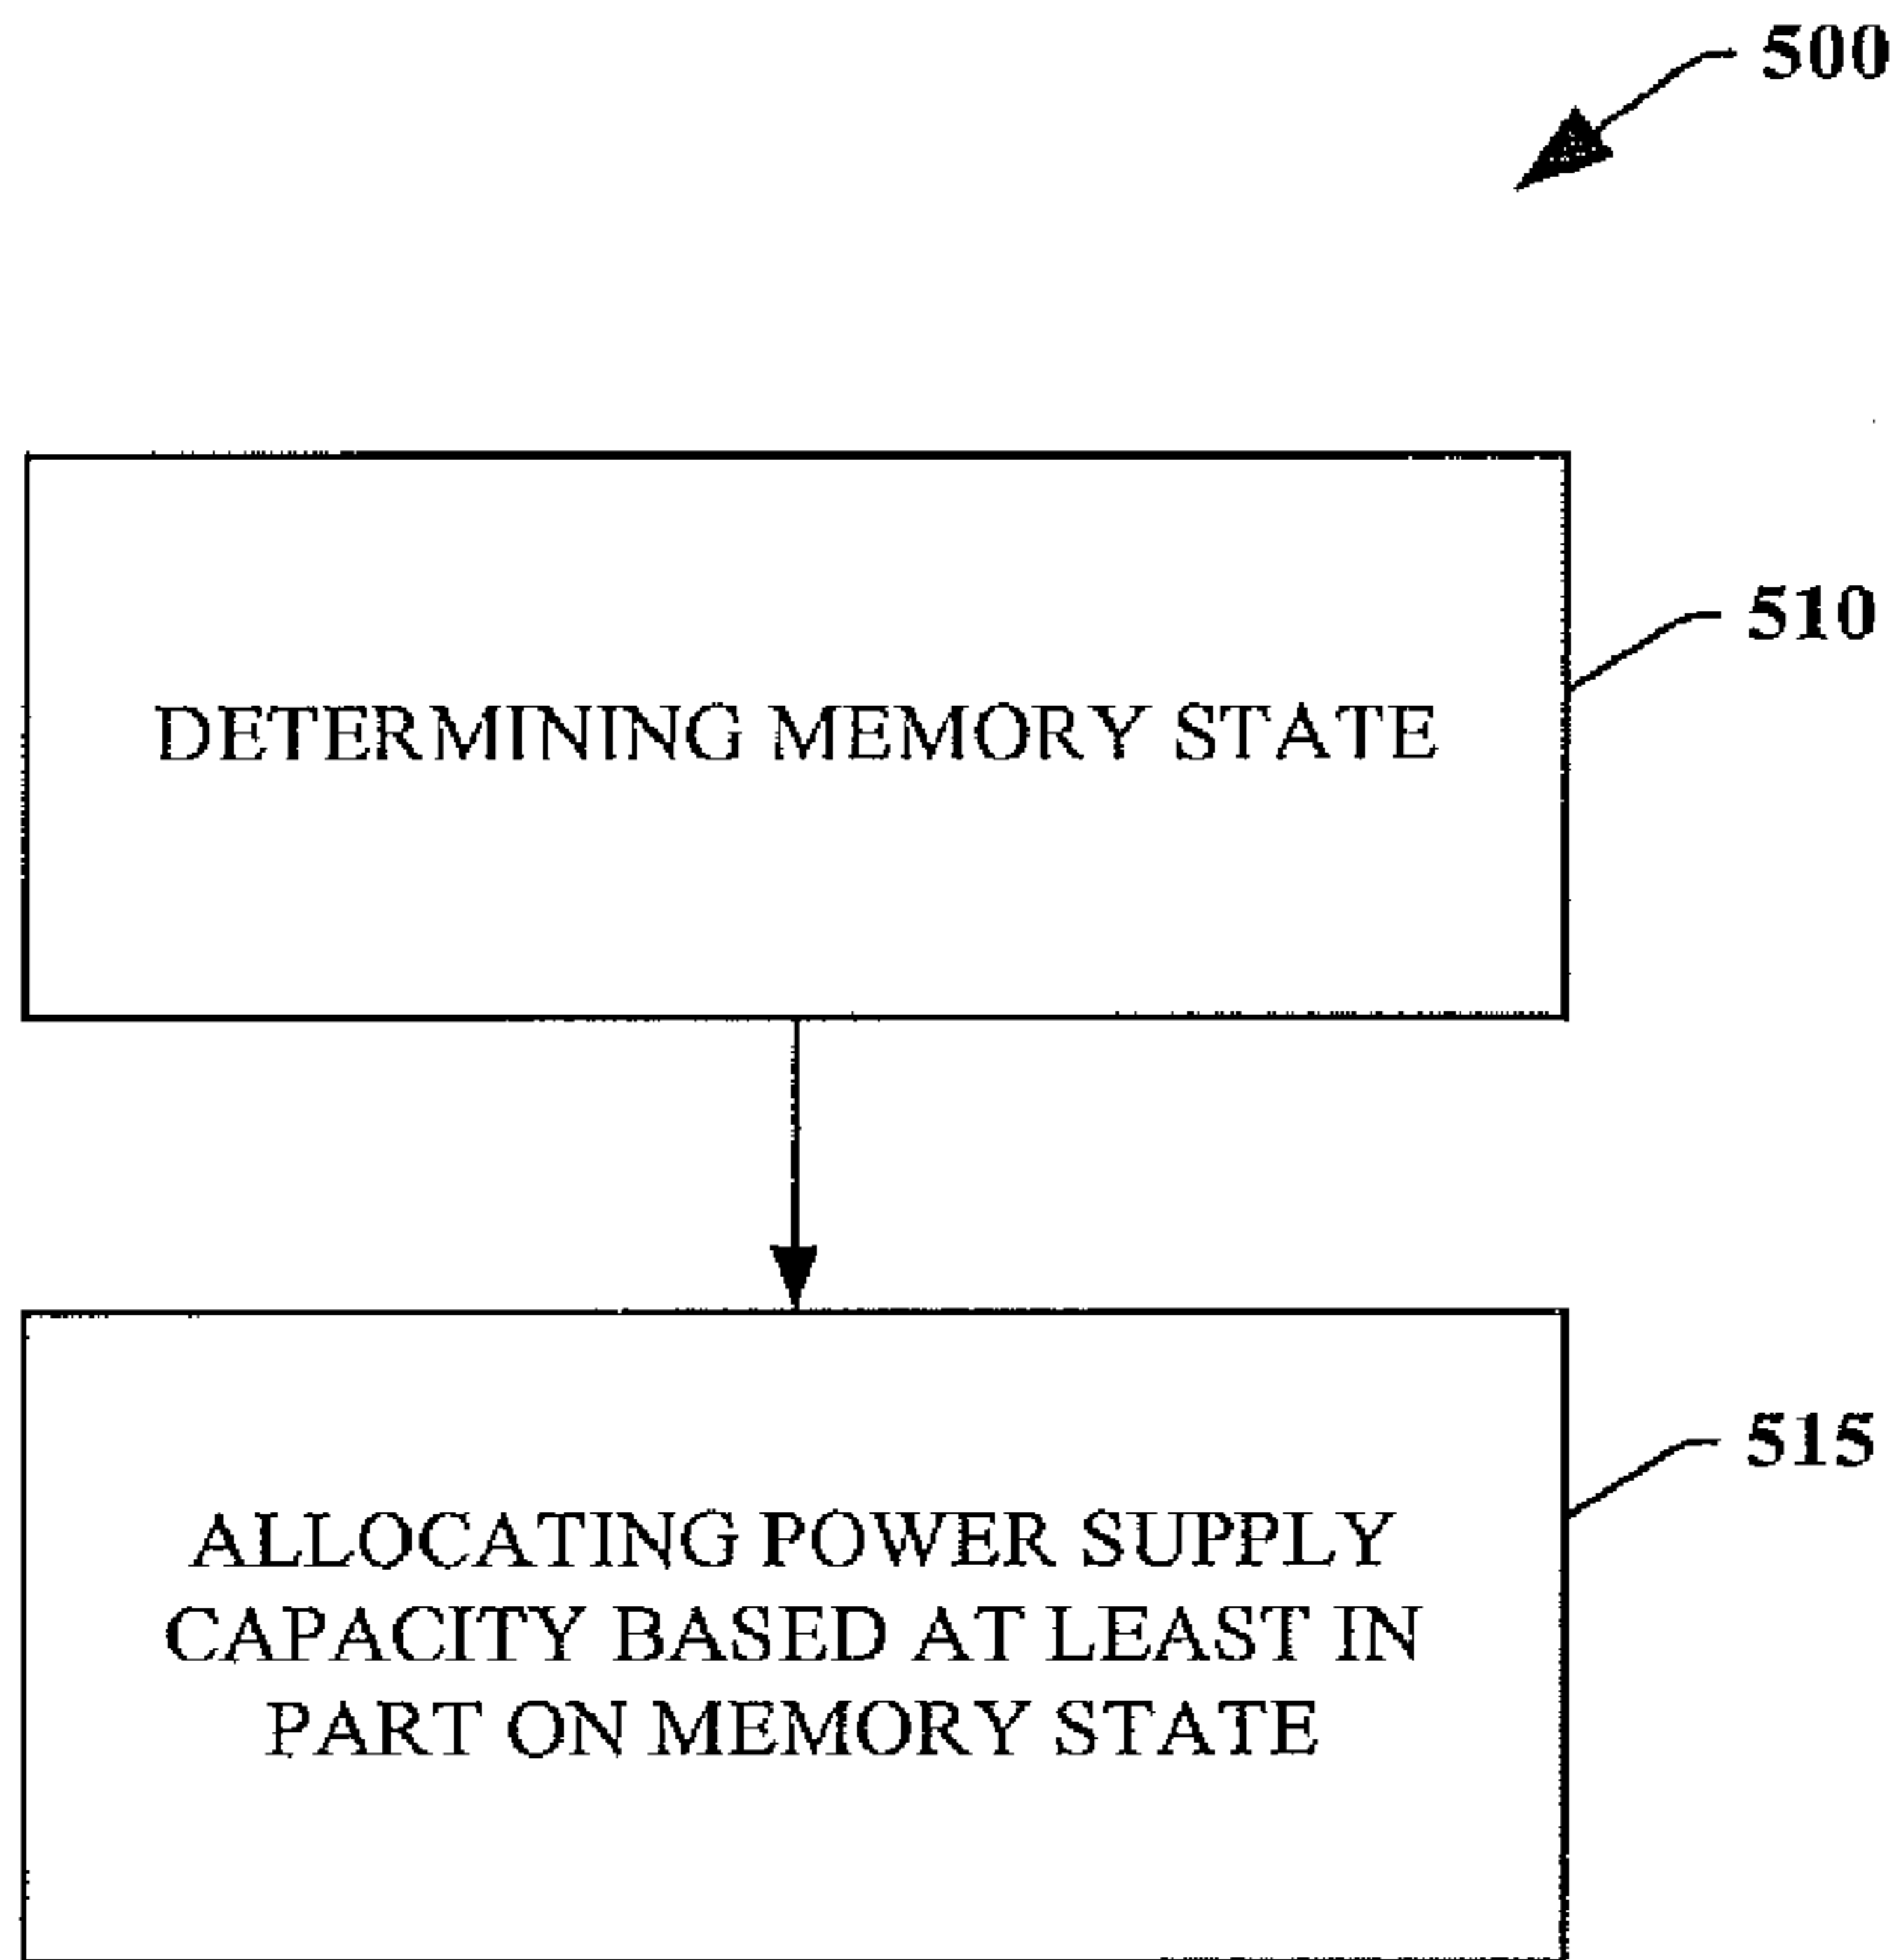 500
510
DETERMINING MEMORY STATE
515
ALLOCATING POWER SUPPLY
CAPACITY BASED AT LEAST IN
PART ON MEMORY STATE